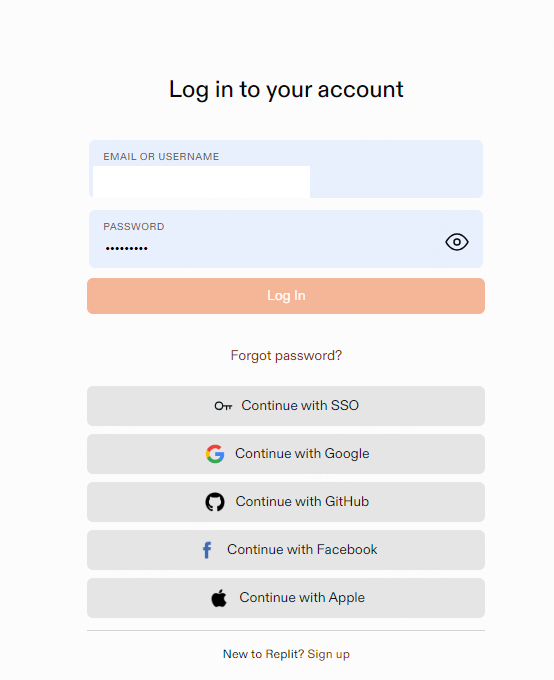 Log in to your account
EMAIL OR USERNAME
PASSWORD
•••••••••
Log In
Forgot password?
Continue with SSO
Continue with Google
Continue with GitHub
Continue with Facebook
Continue with Apple
New to Replit? Sign up